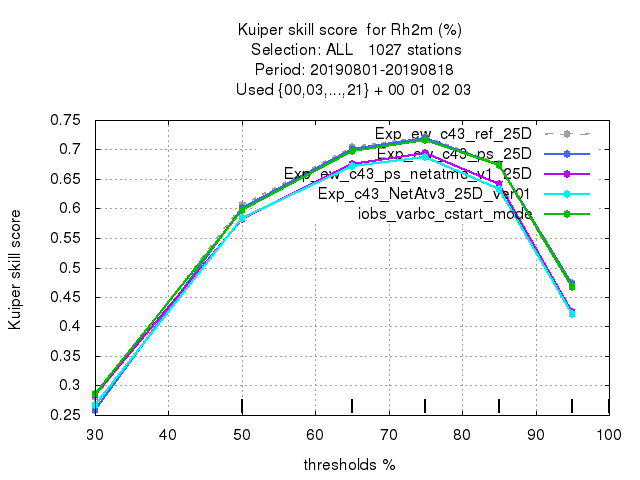 Kuiper skill score for Rh2m (%)
Selection: ALL 1027 stations
Period: 20190801-20190818
Used {00,03,...,21} + 00 01 02 03
0.75
0.7
0.65
0.6
0.55
0.5
0.45
0.4
0.35
0.3
0.25
Kuiper skill score
Exp_ew_c43_ref_25D
Exp_ew_c43_ps_25D
Exp_ew_c43_ps_netatmo_v1_25D
Exp_c43_NetAtv3_25D_ver01
iobs_varbc_cstart_mode
30 40 50 60 70 80 90 100
thresholds %